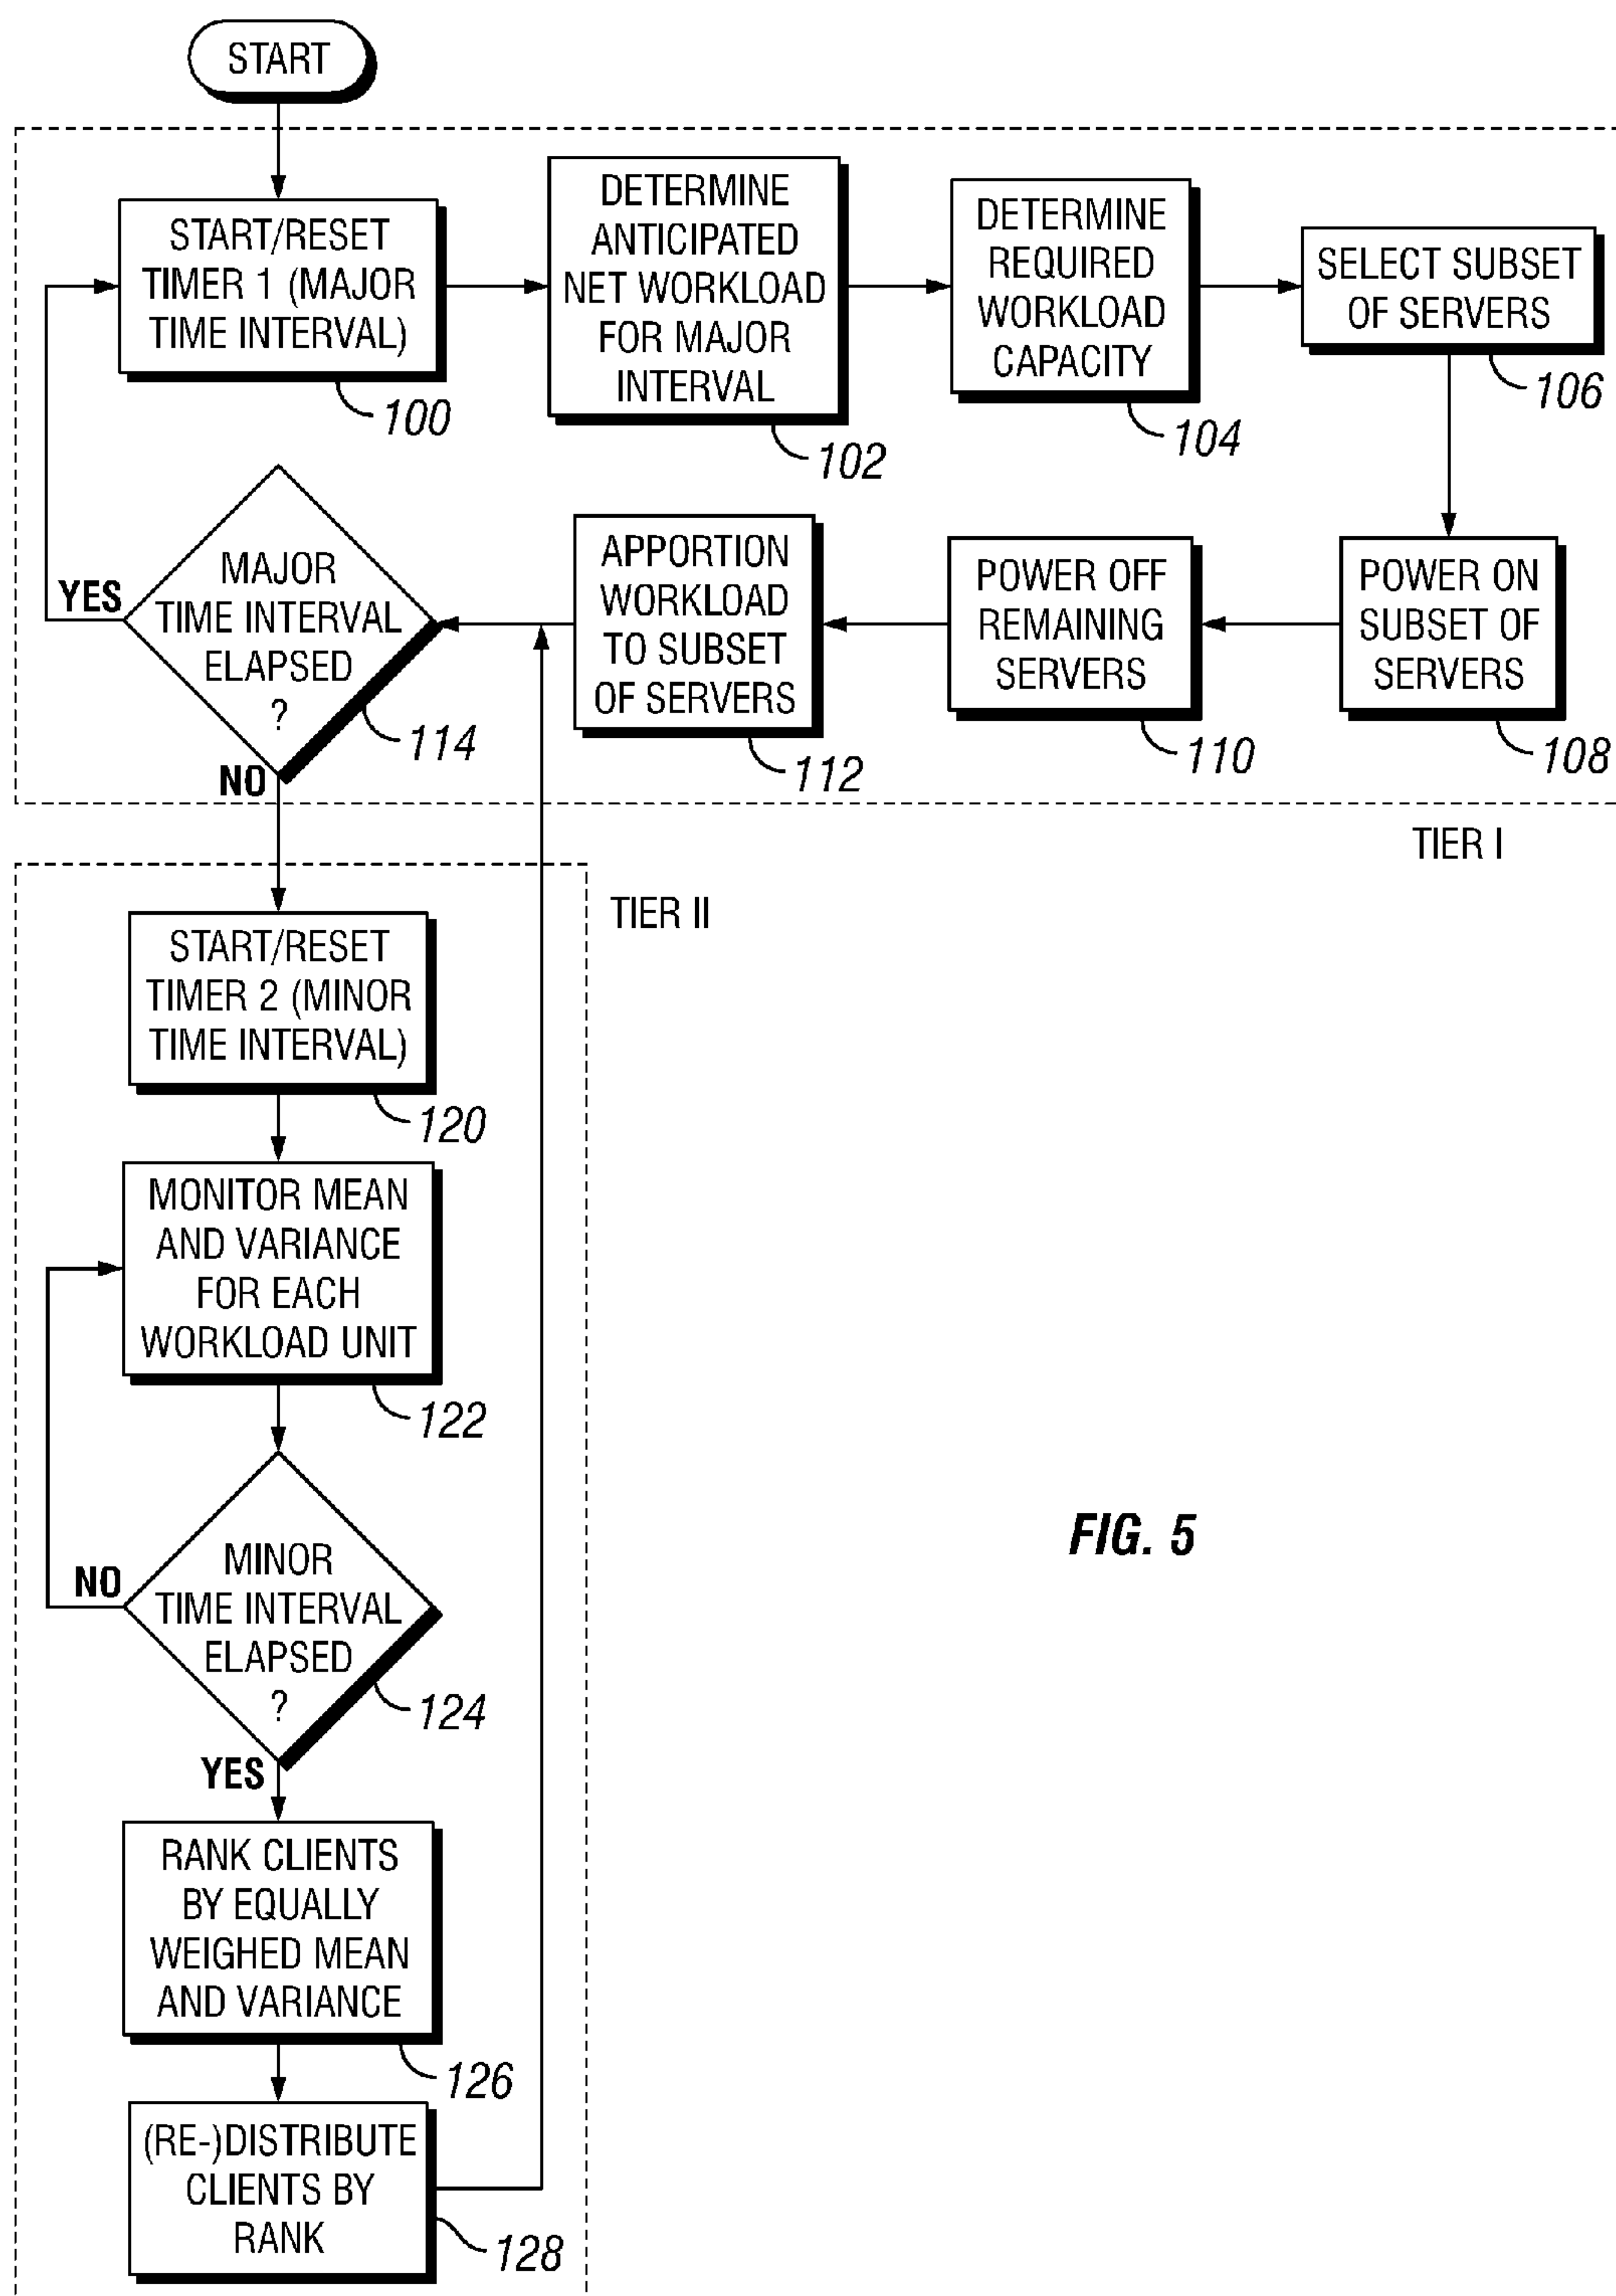 START
START/RESET
TIMER 1 (MAJOR
TIME INTERVAL)
100
DETERMINE
ANTICIPATED
NET WORKLOAD
FOR MAJOR
INTERVAL
102
DETERMINE
REQUIRED
WORKLOAD
CAPACITY
104
SELECT SUBSET
OF SERVERS
106
POWER ON
SUBSET OF
SERVERS
108
POWER OFF
REMAINING
SERVERS
110
APPORTION
WORKLOAD
TO SUBSET
OF SERVERS
112
MAJOR
TIME INTERVAL
ELAPSED
?
114
YES
NO
TIER I
TIER II
START/RESET
TIMER 2 (MINOR
TIME INTERVAL)
120
MONITOR MEAN
AND VARIANCE
FOR EACH
WORKLOAD UNIT
122
MINOR
TIME INTERVAL
ELAPSED
?
124
NO
YES
RANK CLIENTS
BY EQUALLY
WEIGHED MEAN
AND VARIANCE
126
(RE-)DISTRIBUTE
CLIENTS BY
RANK
128
FIG. 5